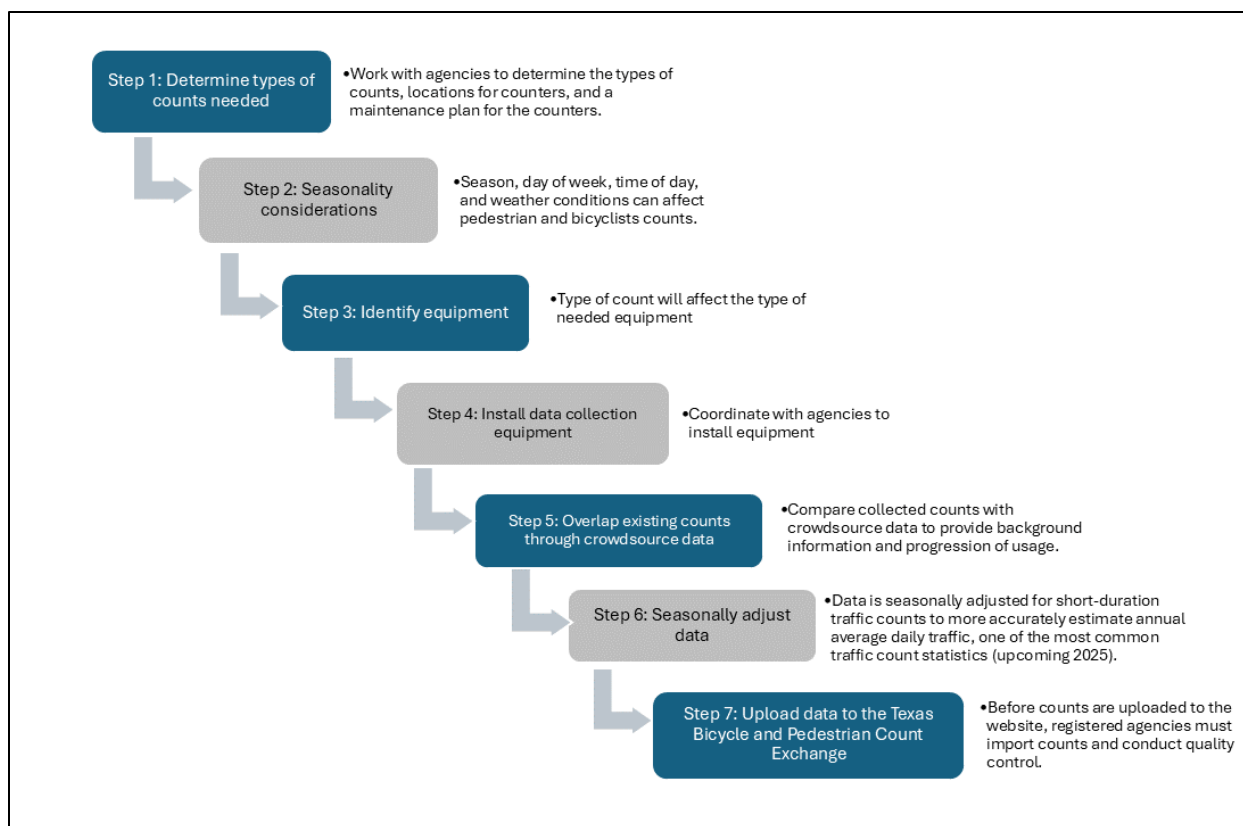 Step 1: Determine types of
counts needed
•Work with agencies to determine the types of
counts, locations for counters, and a
maintenance plan for the counters.
Step 2: Seasonality
considerations
•Season, day of week, time of day,
and weather conditions can affect
pedestrian and bicyclists counts.
Step 3: Identify equipment
•Type of count will affect the type of
needed equipment
Step 4: Install data collection
equipment
•Coordinate with agencies to
install equipment
Step 5: Overlap existing counts
through crowdsource data
•Compare collected counts with
crowdsource data to provide background
information and progression of usage.
Step 6: Seasonally adjust
data
•Data is seasonally adjusted for short-duration
traffic counts to more accurately estimate annual
average daily traffic, one of the most common
traffic count statistics (upcoming 2025).
Step 7: Upload data to the Texas
Bicycle and Pedestrian Count
Exchange
•Before counts are uploaded to the
website, registered agencies must
import counts and conduct quality
control.